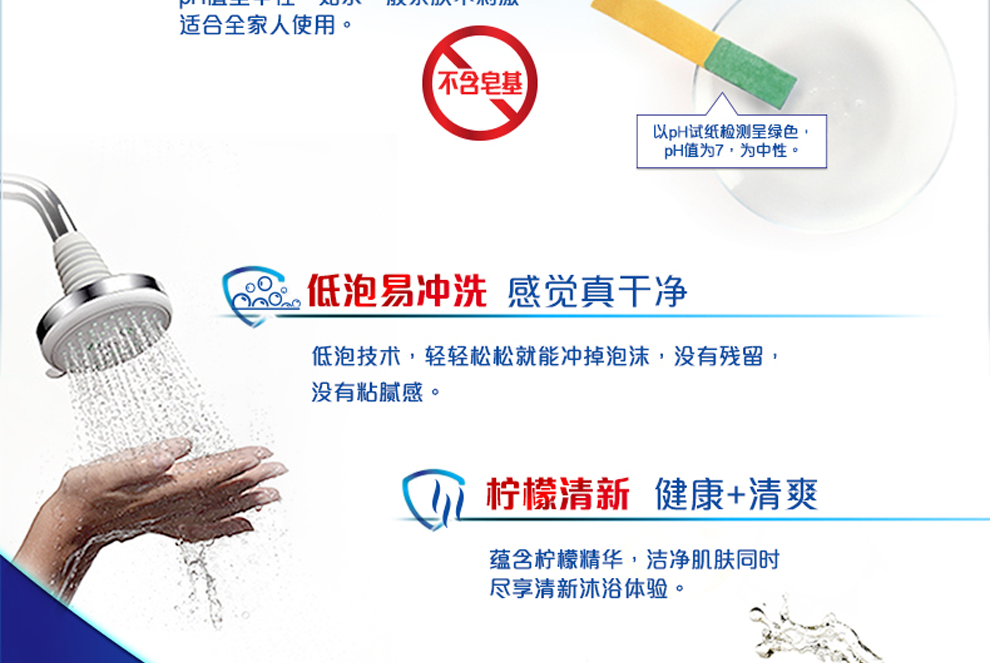 适合全家人使用。
不含皂基
以pH试纸检测呈绿色，
pH值为7，为中性。
低泡易冲洗 感觉真干净
低泡技术，轻轻松松就能冲掉泡沫，没有残留，
没有粘腻感。
柠檬清新 健康+清爽
蕴含柠檬精华，洁净肌肤同时
尽享清新沐浴体验。